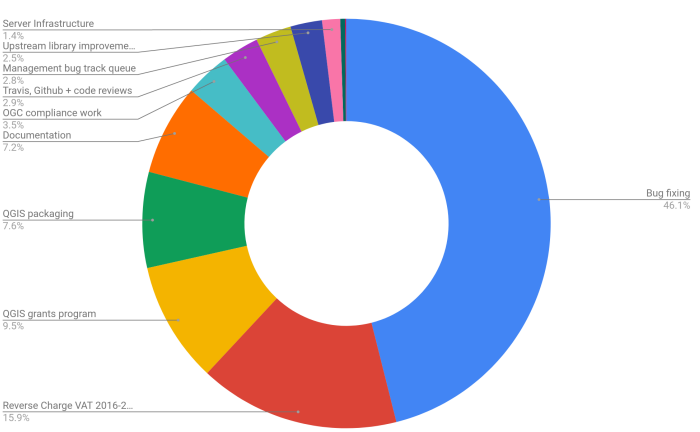 Server Infrastructure
1.4%
Upstream library improveme...
2.5%
Management bug track queue
2.8%
Travis, Github + code reviews
2.9%
OGC compliance work
3.5%
Documentation
7.2%
QGIS packaging
7.6%
QGIS grants program
9.5%
Reverse Charge VAT 2016-2...
15.9%
Bug fixing
46.1%